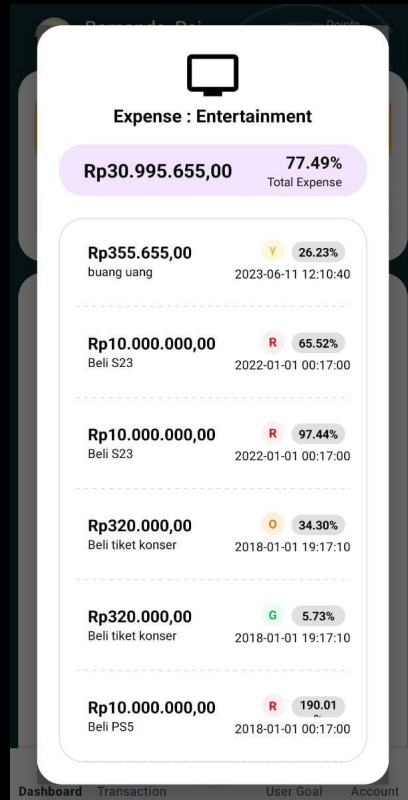 Points
Expense : Entertainment
Rp30.995.655,00
77.49%
Total Expense
Rp355.655,00
Y
26.23%
buang uang
2023-06-11 12:10:40
Rp10.000.000,00
R
65.52%
Beli S23
2022-01-01 00:17:00
Rp10.000.000,00
R
97.44%
Beli S23
2022-01-01 00:17:00
Rp320.000,00
O
34.30%
Beli tiket konser
2018-01-01 19:17:10
Rp320.000,00
G
5.73%
Beli tiket konser
2018-01-01 19:17:10
Rp10.000.000,00
R
190.01
%
Beli PS5
2018-01-01 00:17:00
Dashboard Transaction User Goal Account